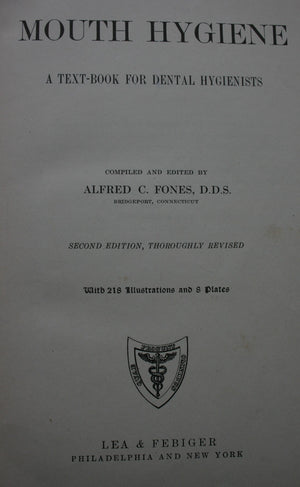 MOUTH HYGIENE
A TEXT-BOOK FOR DENTAL HYGIENISTS
COMPILED AND EDITED BY
ALFRED C. FONES, D.D.S.
BRIDGEPORT, CONNECTICUT
SECOND EDITION, THOROUGHLY REVISED
With 218 Illustrations and 8 Plates
LEA & FEBIGER
PHILADELPHIA AND NEW YORK